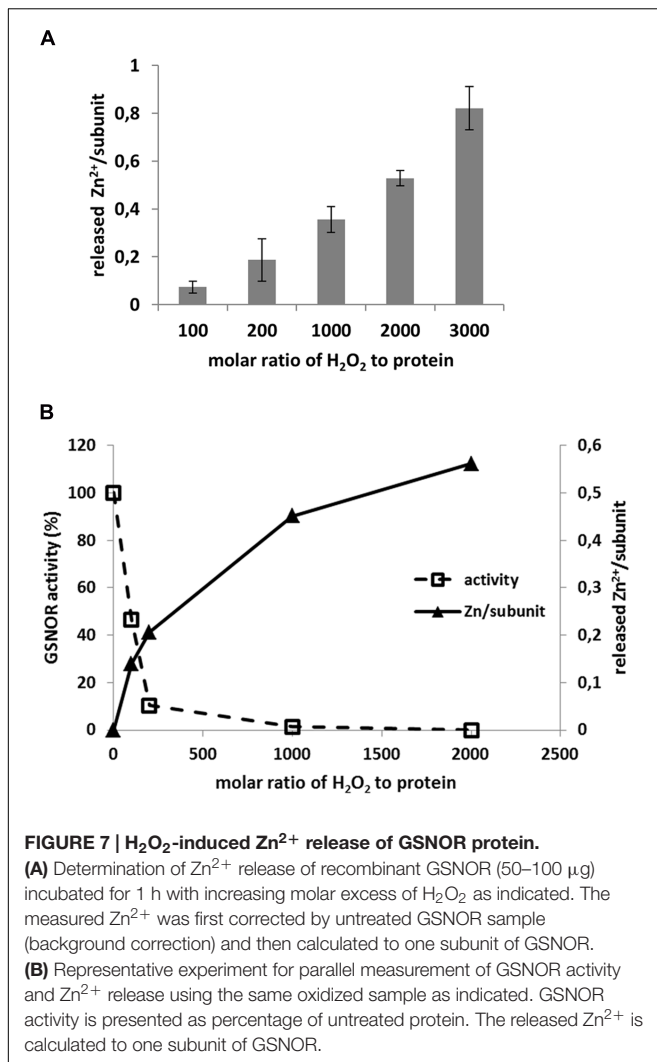 A
released Zn²⁺/subunit
1
0,8
0,6
0,4
0,2
0
100 200 1000 2000 3000
molar ratio of H₂O₂ to protein
B
GSNOR activity (%)
120
100
80
60
40
20
0
activity
Zn/subunit
0,6
0,5
0,4
0,3
0,2
0,1
0
released Zn²⁺/subunit
0 500 1000 1500 2000 2500
molar ratio of H₂O₂ to protein
FIGURE 7 | H₂O₂-induced Zn²⁺ release of GSNOR protein.
(A) Determination of Zn²⁺ release of recombinant GSNOR (50–100 μg)
incubated for 1 h with increasing molar excess of H₂O₂ as indicated. The
measured Zn²⁺ was first corrected by untreated GSNOR sample
(background correction) and then calculated to one subunit of GSNOR.
(B) Representative experiment for parallel measurement of GSNOR activity
and Zn²⁺ release using the same oxidized sample as indicated. GSNOR
activity is presented as percentage of untreated protein. The released Zn²⁺ is
calculated to one subunit of GSNOR.